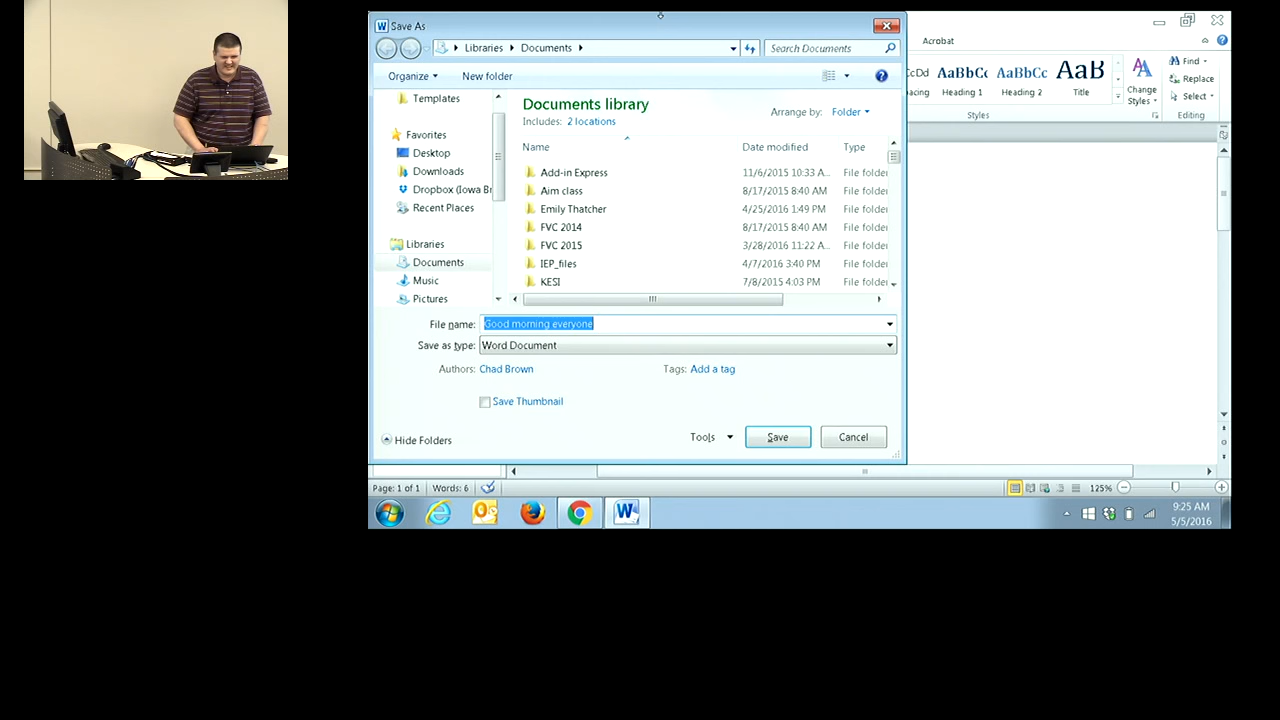 Save As
Libraries
Documents
Search Documents
Acrobat
Organize
New folder
Find
AaBbCc
AaBbCc
AaB
Replace
Select
Heading 1
Heading 2
Title
Change
Styles
Styles
Editing
Templates
Favorites
Desktop
Downloads
Dropbox (Iowa Br
Recent Places
Libraries
Documents
Music
Pictures
Documents library
Includes: 2 locations
Arrange by: Folder
Name
Date modified
Type
Add-in Express
11/6/2015 10:33 A...
File folder
Aim class
8/17/2015 8:40 AM
File folder
Emily Thatcher
4/25/2016 1:49 PM
File folder
FVC 2014
8/17/2015 8:40 AM
File folder
FVC 2015
3/28/2016 11:22 A...
File folder
IEP_files
4/7/2016 3:40 PM
File folder
KESI
7/8/2015 4:03 PM
File folder
File name: Good morning everyone
Save as type: Word Document
Authors: Chad Brown
Tags: Add a tag
Save Thumbnail
Hide Folders
Tools
Save
Cancel
Page: 1 of 1
Words: 6
125%
9:25 AM
5/5/2016